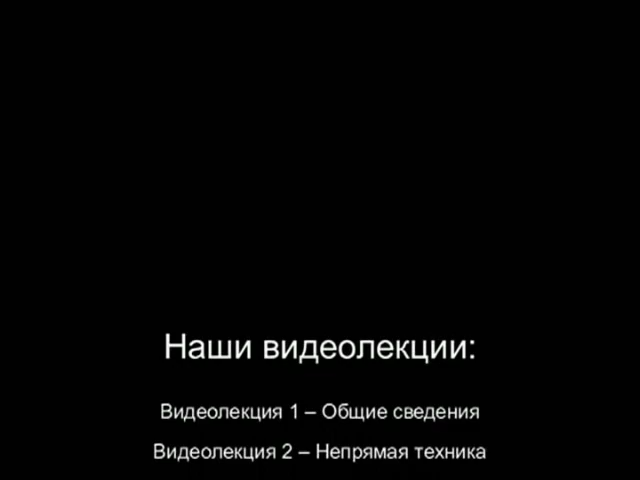 Наши видеолекции:
Видеолекция 1 – Общие сведения
Видеолекция 2 – Непрямая техника